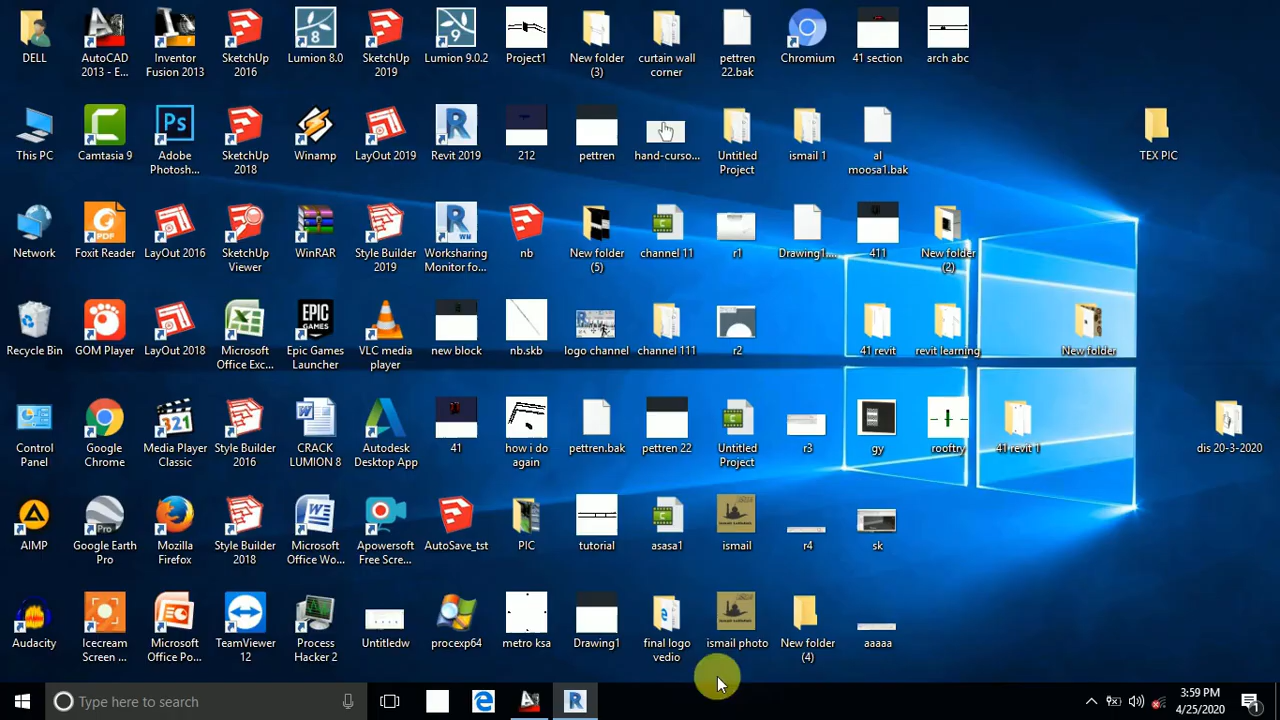 DELL
AutoCAD
2013 - E...
Inventor
Fusion 2013
SketchUp
2016
Lumion 8.0
SketchUp
2019
Lumion 9.0.2
Project1
New folder
(3)
curtain wall
corner
pettren
22.bak
Chromium
41 section
arch abc
This PC
Camtasia 9
Adobe
Photosh...
SketchUp
2018
Winamp
LayOut 2019
Revit 2019
212
pettren
hand-curso...
Untitled
Project
ismail 1
al
moosa1.bak
TEX PIC
Network
Foxit Reader
LayOut 2016
SketchUp
Viewer
WinRAR
Style Builder
2019
Worksharing
Monitor fo...
nb
New folder
(5)
channel 11
r1
Drawing1....
411
New folder
(2)
Recycle Bin
GOM Player
LayOut 2018
Microsoft
Office Exc...
EPIC
GAMES
Epic Games
Launcher
VLC media
player
new block
nb.skb
logo channel
channel 111
r2
41 revit
revit learning
New folder
Control
Panel
Google
Chrome
Media Player
Classic
Style Builder
2016
CRACK
LUMION 8
Autodesk
Desktop App
41
how i do
again
pettren.bak
pettren 22
Untitled
Project
r3
gy
rooftry
41 revit 1
dis 20-3-2020
AIMP
Google Earth
Pro
Mozilla
Firefox
Style Builder
2018
Microsoft
Office Wo...
Apowersoft
Free Scre...
AutoSave_tst
PIC
tutorial
asasa1
ismail
r4
sk
Audacity
Icecream
Screen ...
Microsoft
Office Po...
TeamViewer
12
Process
Hacker 2
Untitledw
procexp64
metro ksa
Drawing1
final logo
vedio
ismail photo
New folder
(4)
aaaaa
Type here to search
3:59 PM
4/25/2020